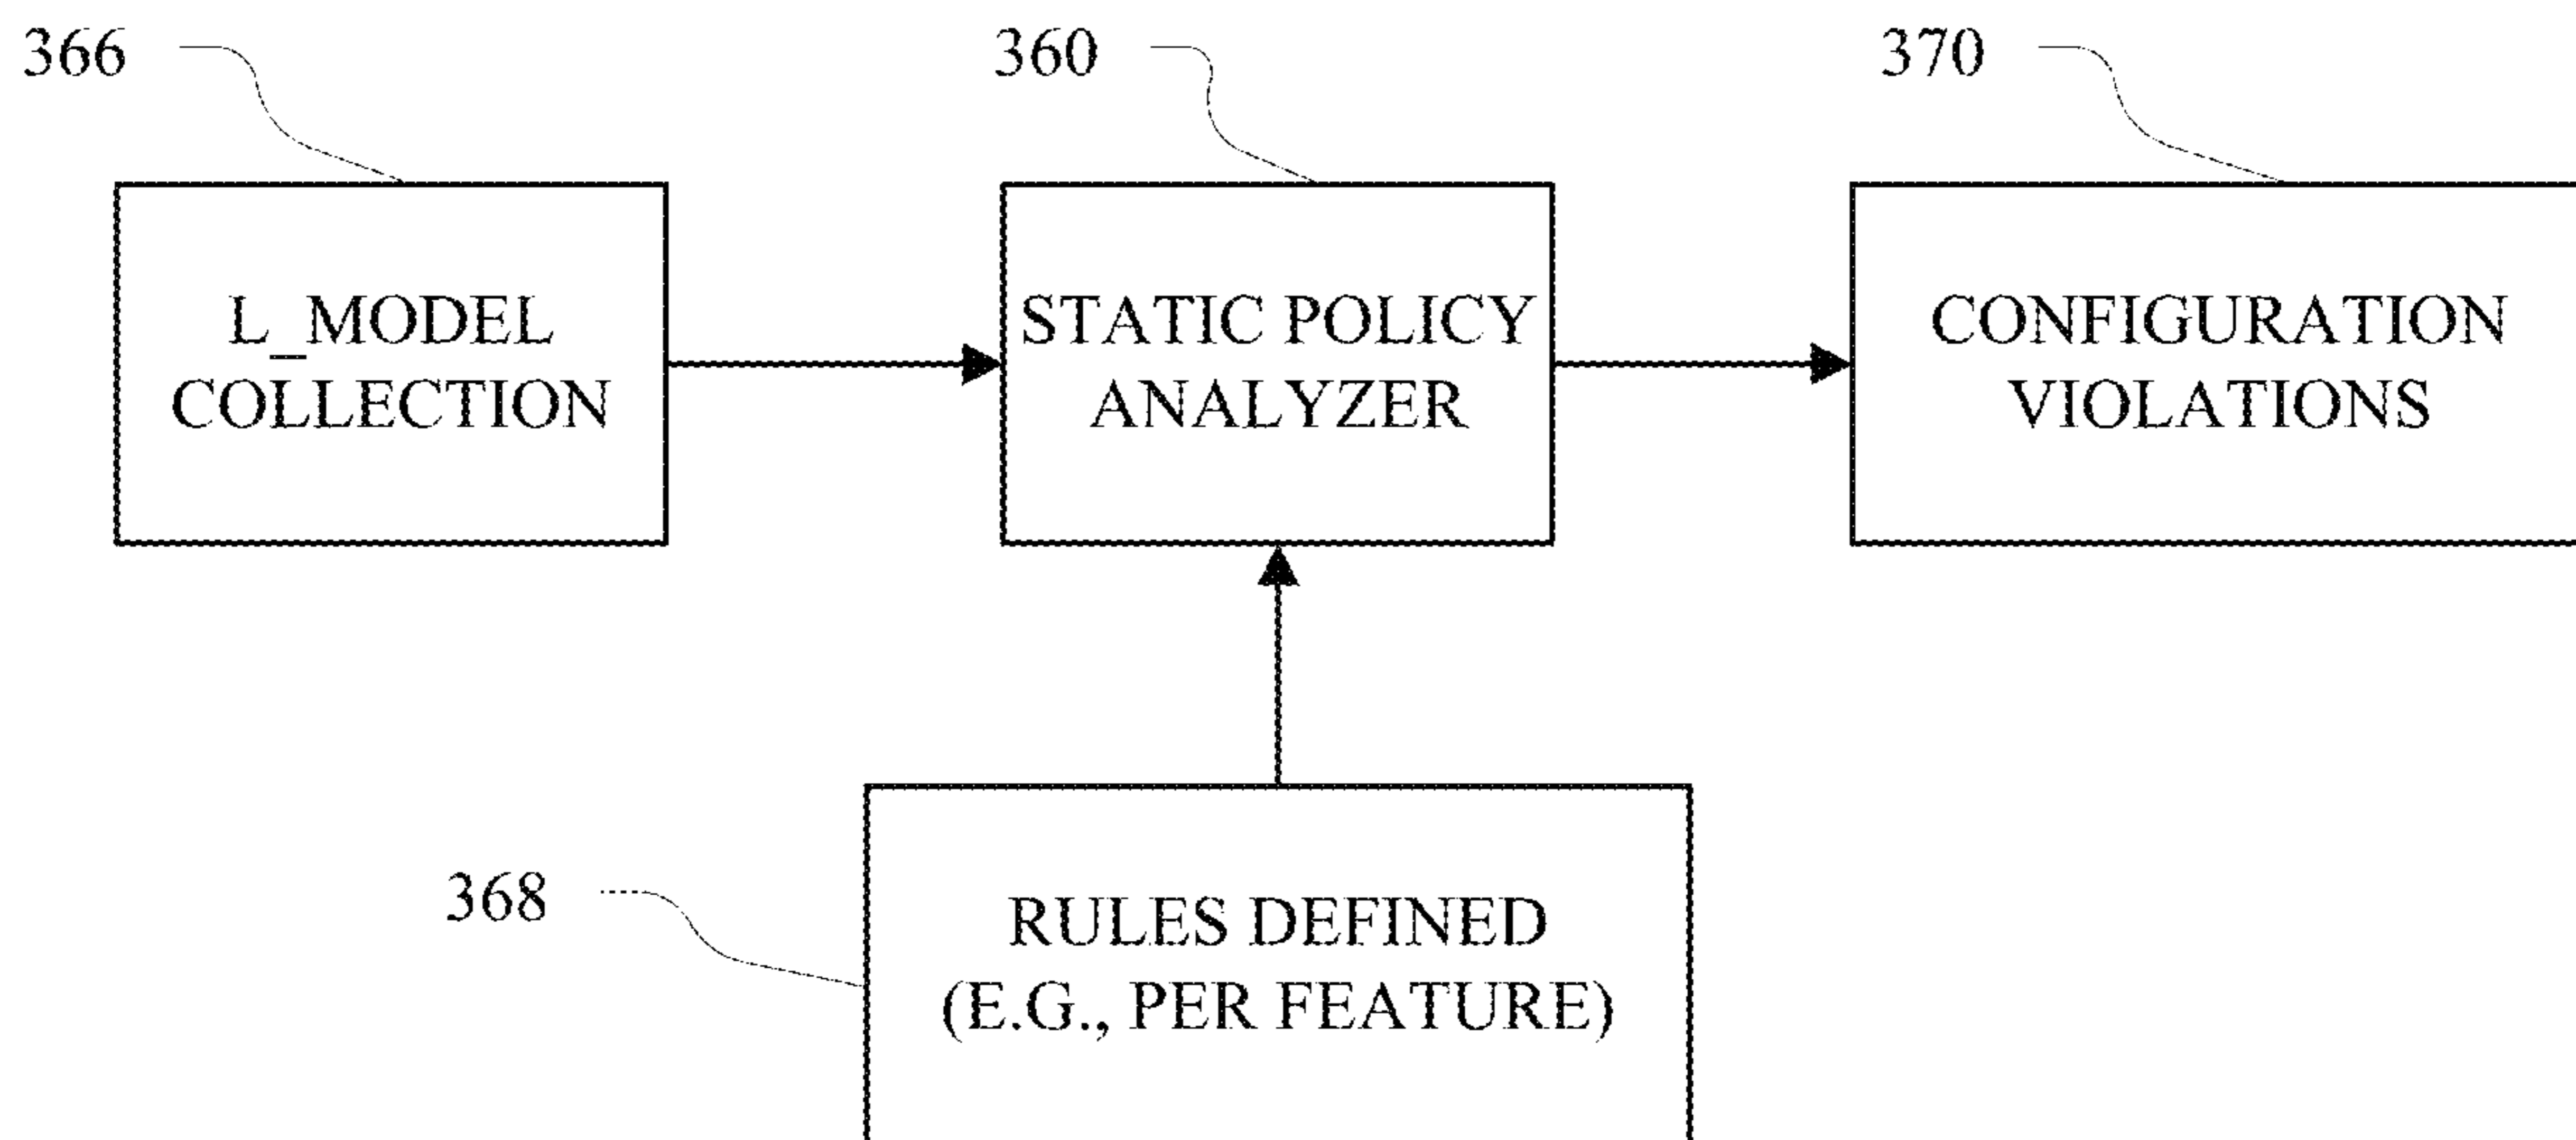 366
360
370
L_MODEL
COLLECTION
STATIC POLICY
ANALYZER
CONFIGURATION
VIOLATIONS
368
RULES DEFINED
(E.G., PER FEATURE)